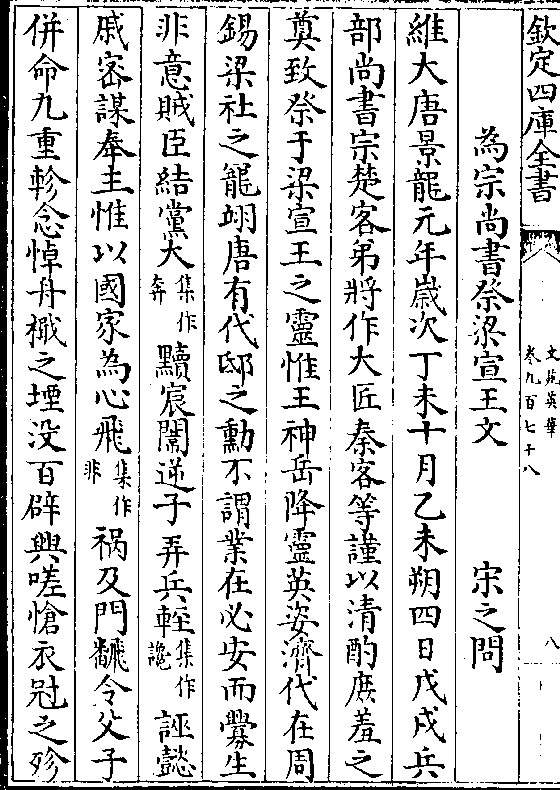 欽定四庫全書
文苑英華
卷九百七十八
八
為宗尚書祭梁宣王文 宋之問
維大唐景龍元年歲次丁未十月乙未朔四日戊戌兵
部尚書宗楚客弟將作大匠秦客等謹以清酌庶羞之
奠致祭于梁宣王之靈惟王神岳降靈英姿濟代在周
錫梁社之寵翊唐有代邸之勳不謂業在必安而釁生
非意賊臣結黨大集作奔黷宸闈逆子弄兵輕集作讒誣懿
戚密謀奉主惟以國家為心飛集作非禍及門飜令父子
併命九重軫念悼舟檝之堙没百辟興嗟愴衣冠之殄